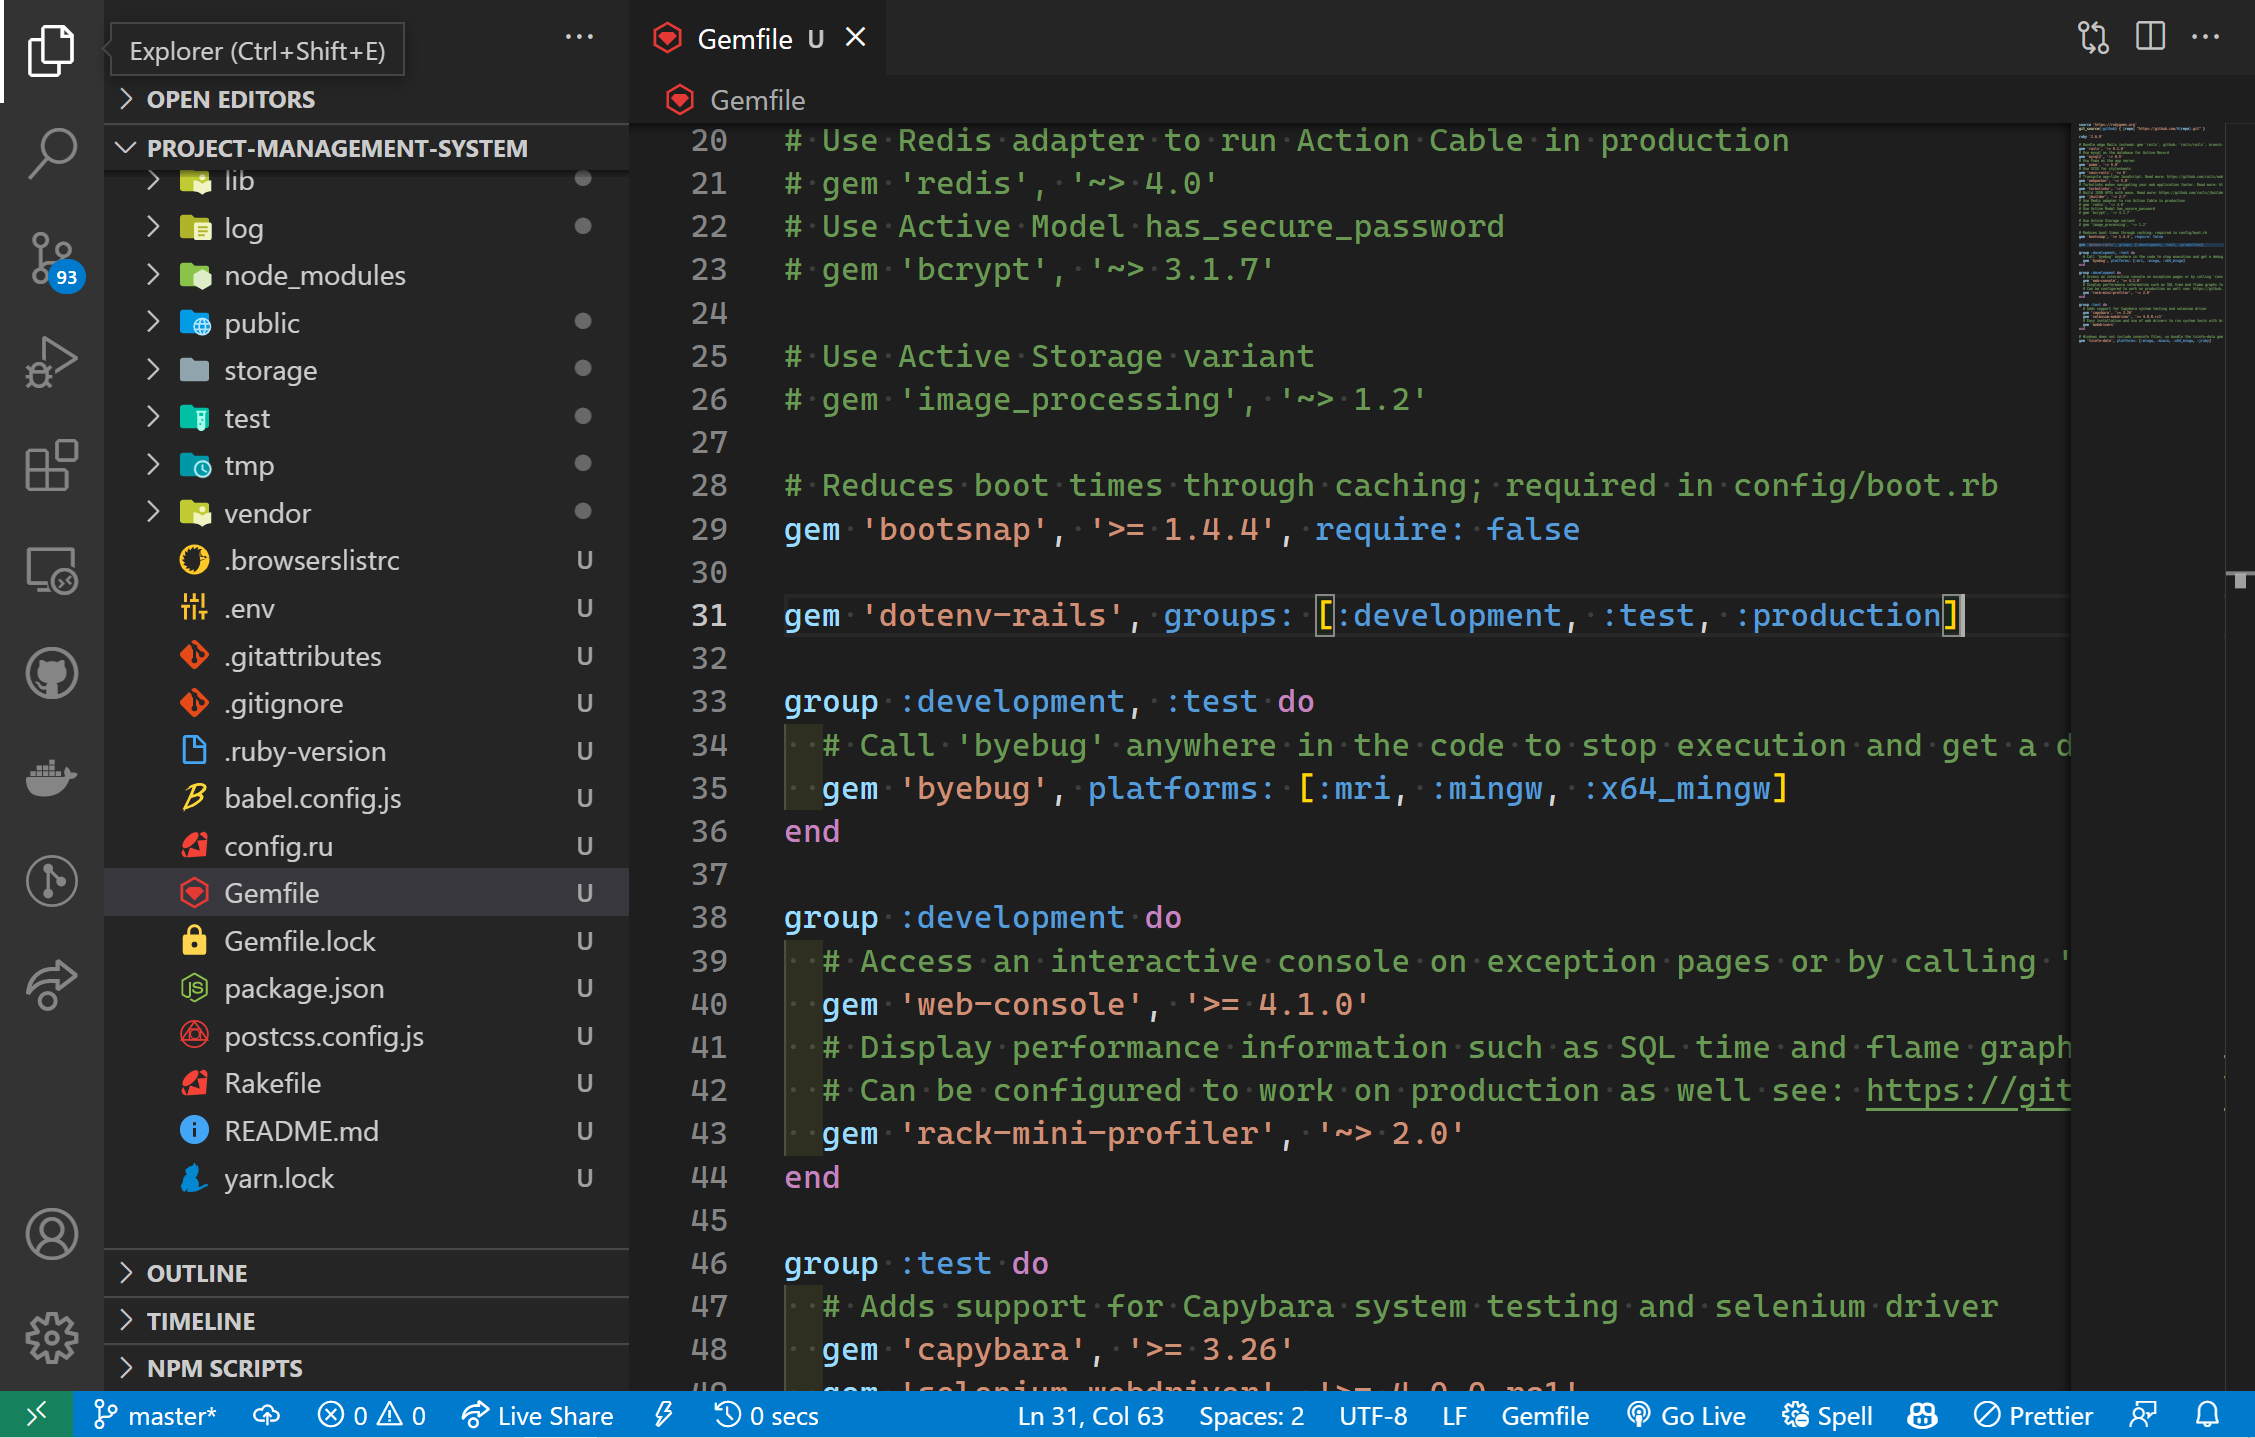 Explorer (Ctrl+Shift+E)
OPEN EDITORS
PROJECT-MANAGEMENT-SYSTEM
lib
log
node_modules
public
storage
test
tmp
vendor
.browserslistrc U
.env U
.gitattributes U
.gitignore U
.ruby-version U
babel.config.js U
config.ru U
Gemfile U
Gemfile.lock U
package.json U
postcss.config.js U
Rakefile U
README.md U
yarn.lock U
OUTLINE
TIMELINE
NPM SCRIPTS
93
Gemfile U
Gemfile
20 # Use Redis adapter to run Action Cable in production
21 # gem 'redis', '~> 4.0'
22 # Use Active Model has_secure_password
23 # gem 'bcrypt', '~> 3.1.7'
24
25 # Use Active Storage variant
26 # gem 'image_processing', '~> 1.2'
27
28 # Reduces boot times through caching; required in config/boot.rb
29 gem 'bootsnap', '>= 1.4.4', require: false
30
31 gem 'dotenv-rails', groups: [:development, :test, :production]
32
33 group :development, :test do
34 # Call 'byebug' anywhere in the code to stop execution and get a d
35 gem 'byebug', platforms: [:mri, :mingw, :x64_mingw]
36 end
37
38 group :development do
39 # Access an interactive console on exception pages or by calling '
40 gem 'web-console', '>= 4.1.0'
41 # Display performance information such as SQL time and flame graph
42 # Can be configured to work on production as well see: https://git
43 gem 'rack-mini-profiler', '~> 2.0'
44 end
45
46 group :test do
47 # Adds support for Capybara system testing and selenium driver
48 gem 'capybara', '>= 3.26'
49 gem 'selenium-webdriver', '>= 4.0.0.rc1'
master* 0 0 Live Share 0 secs Ln 31, Col 63 Spaces: 2 UTF-8 LF Gemfile Go Live Spell Prettier